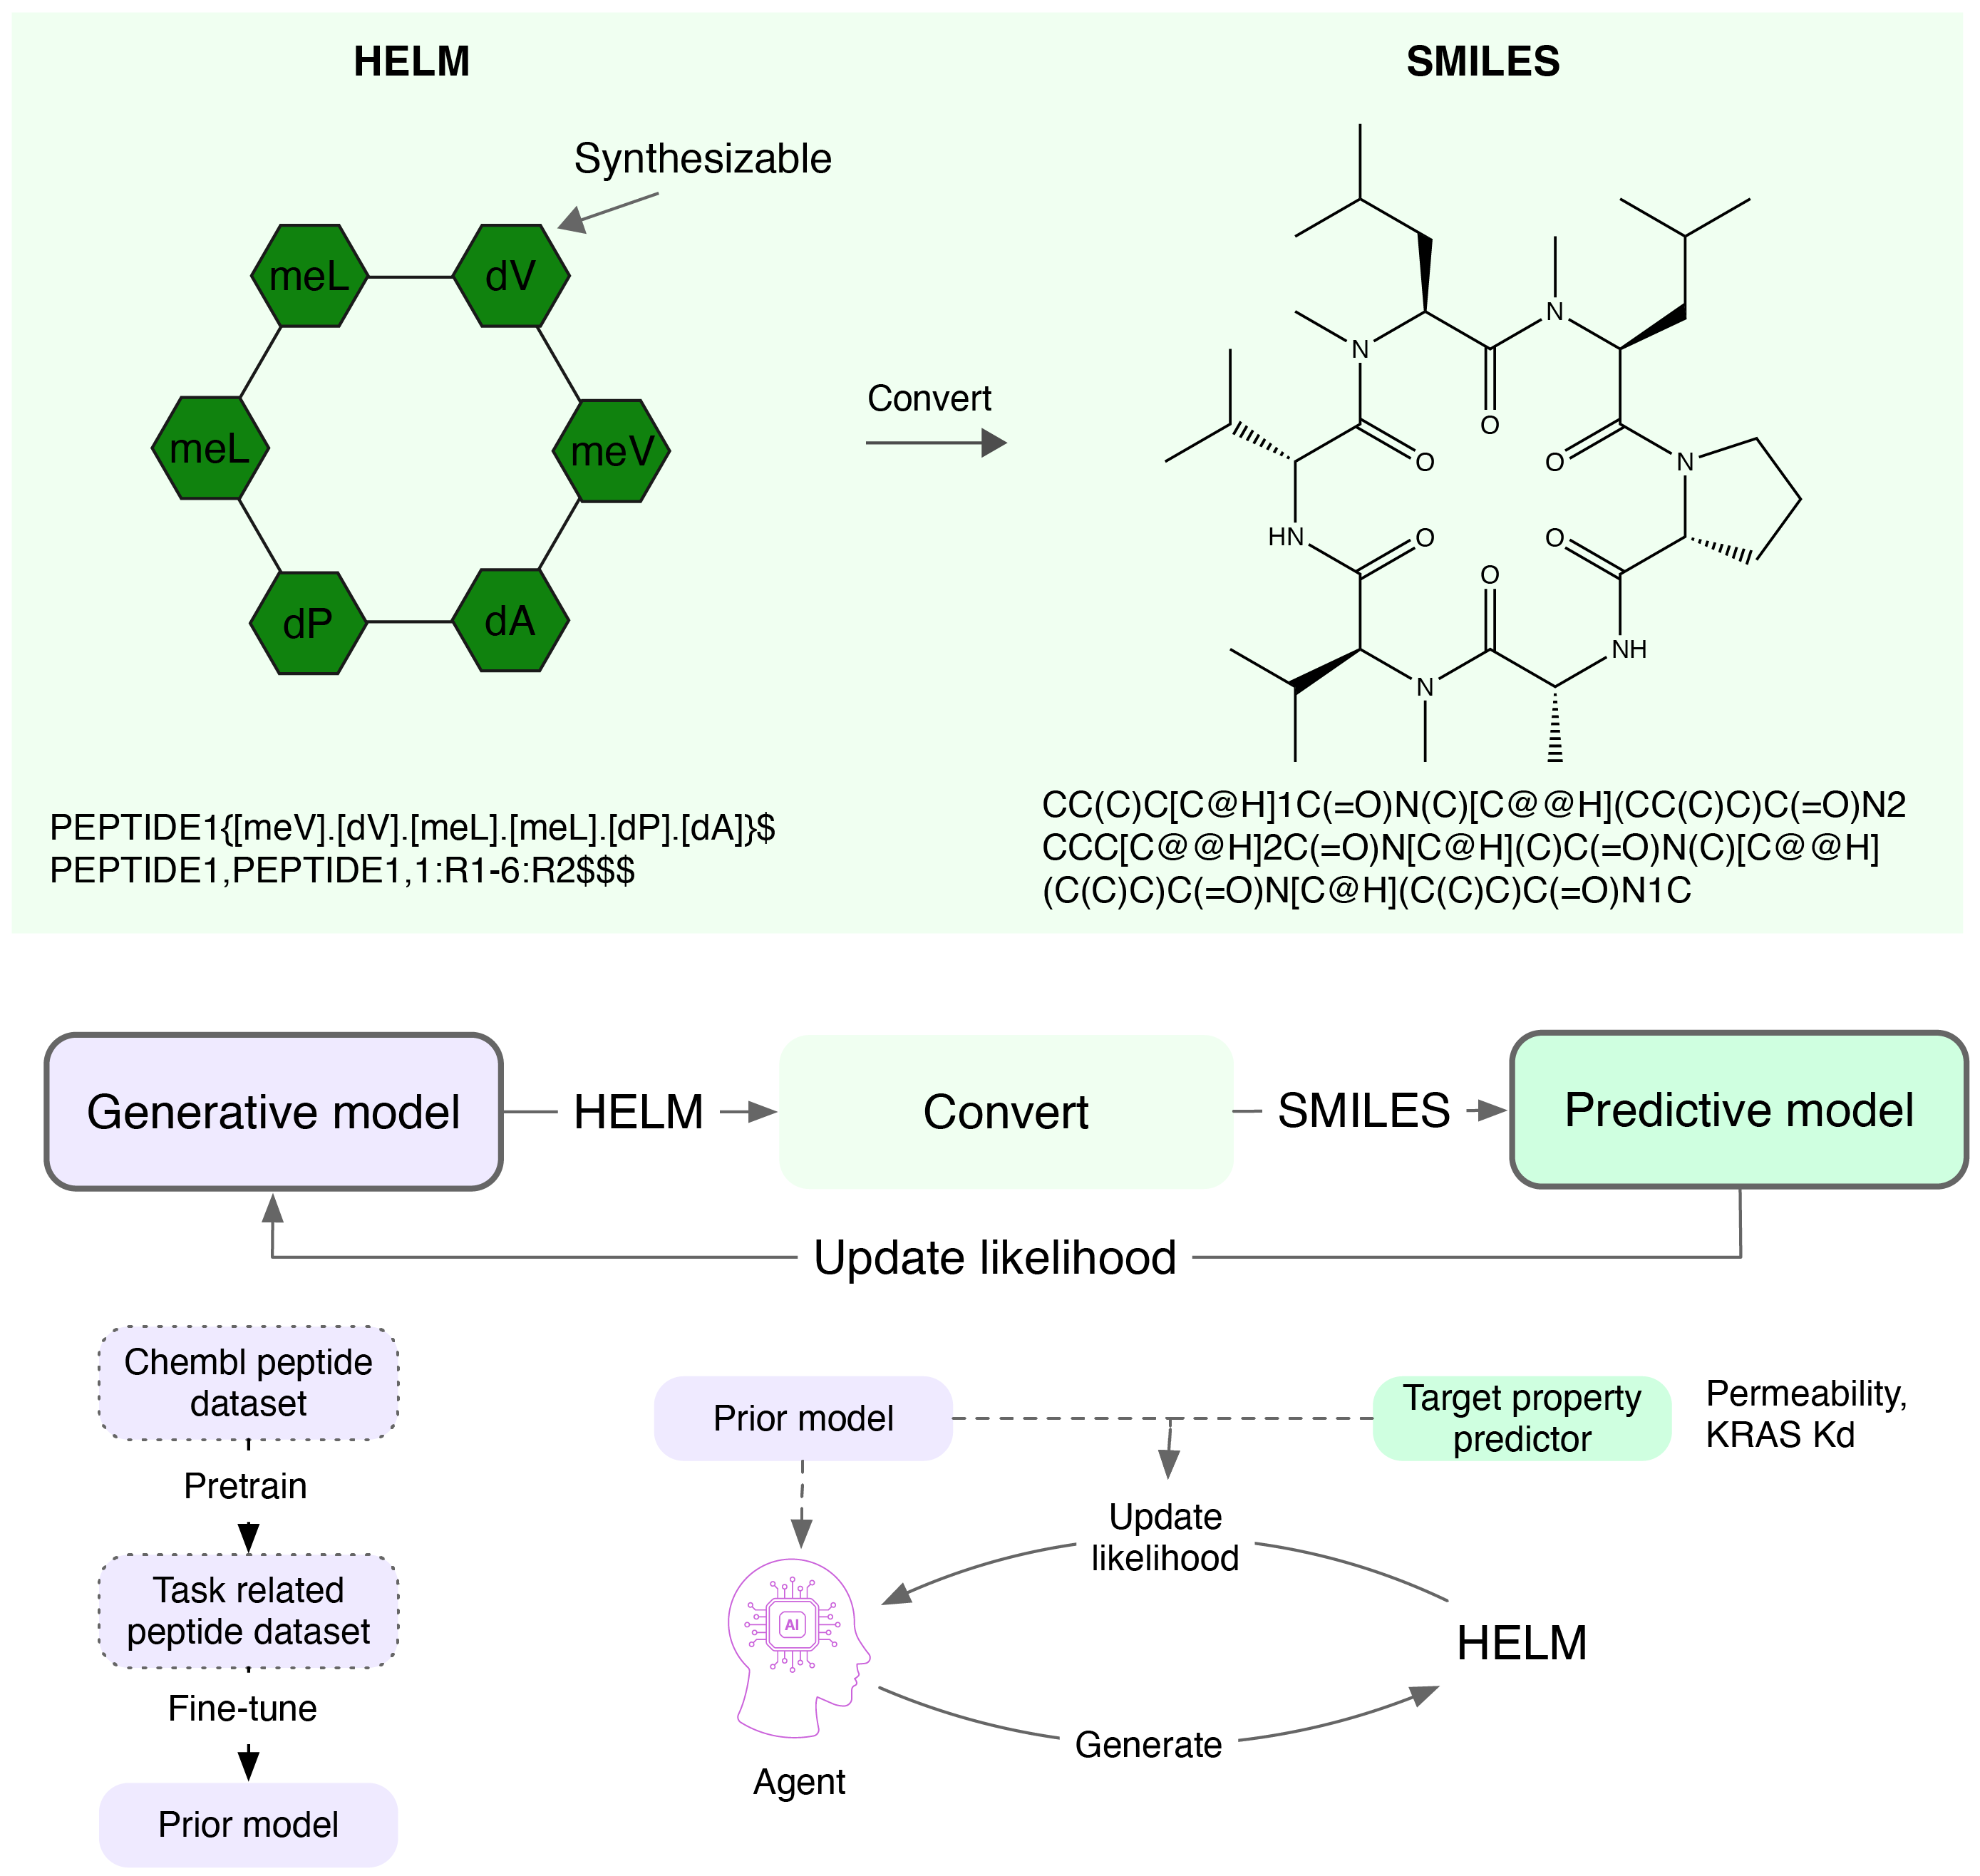 HELM
SMILES
Synthesizable
meL
dV
meL
meV
dP
dA
Convert
N
N
O
O
O
N
HN
O
O
O
NH
N
PEPTIDE1{[meV].[dV].[meL].[meL].[dP].[dA]}$
PEPTIDE1,PEPTIDE1,1:R1-6:R2$$$
CC(C)C[C@H]1C(=O)N(C)[C@@H](CC(C)C)C(=O)N2
CCC[C@@H]2C(=O)N[C@H](C)C(=O)N(C)[C@@H]
(C(C)C)C(=O)N[C@H](C(C)C)C(=O)N1C
Generative model
HELM
Convert
SMILES
Predictive model
Update likelihood
Chembl peptide
dataset
Pretrain
Task related
peptide dataset
Fine-tune
Prior model
Prior model
Target property
predictor
Permeability,
KRAS Kd
Update
likelihood
AI
HELM
Generate
Agent